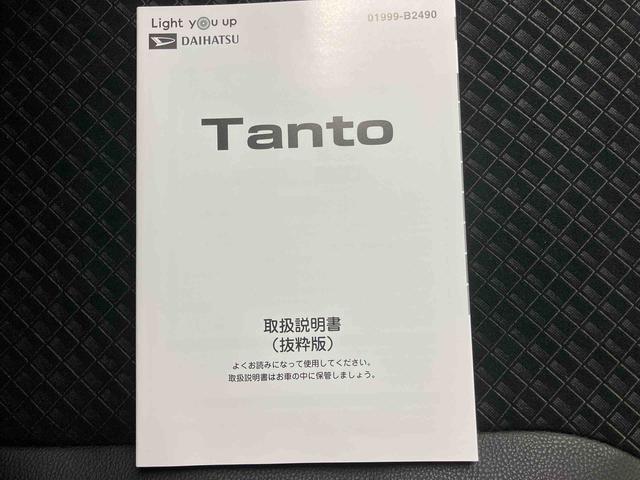 Light you up
01999-B2490
DAIHATSU
Tanto
取扱説明書
（抜粋版）
よくお読みになって使用してください。
取扱説明書はお車の中に保管しましょう。